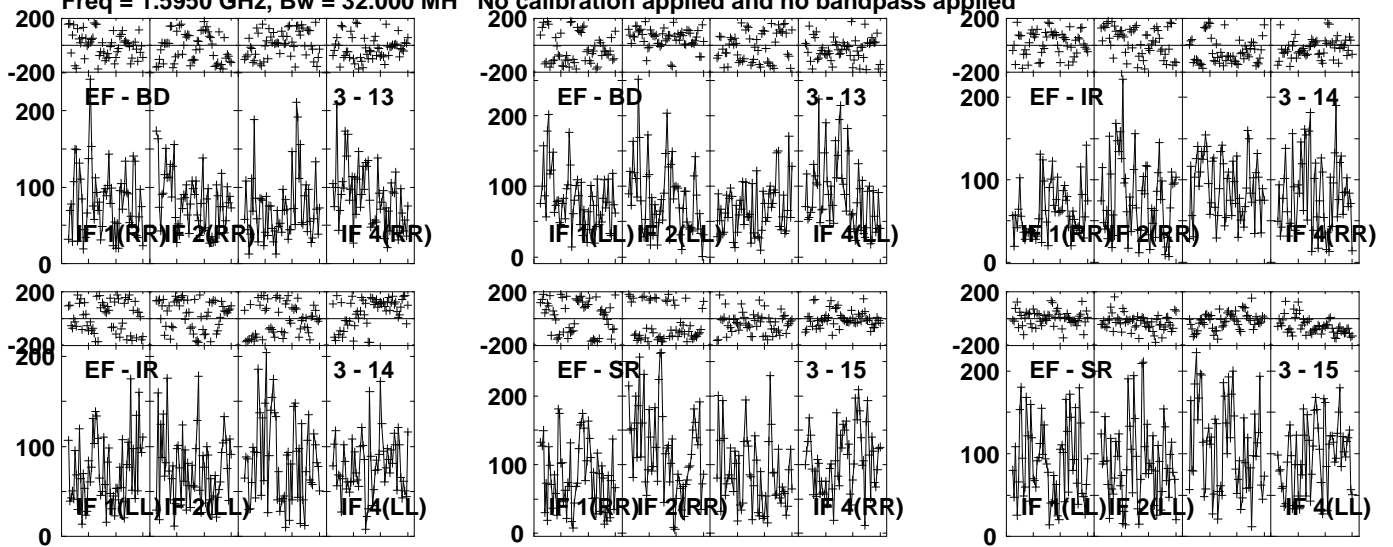 Freq = 1.5950 GHz, Bw = 32.000 MH No calibration applied and no bandpass applied
200
-200
200
100
0
EF - BD
3 - 13
IF 1(RR)
IF 2(RR)
IF 4(RR)
200
-200
200
100
0
EF - BD
3 - 13
IF 1(LL)
IF 2(LL)
IF 4(LL)
200
-200
200
100
0
EF - IR
3 - 14
IF 1(RR)
IF 2(RR)
IF 4(RR)
200
-200
200
100
0
EF - IR
3 - 14
IF 1(LL)
IF 2(LL)
IF 4(LL)
200
-200
200
100
0
EF - SR
3 - 15
IF 1(RR)
IF 2(RR)
IF 4(RR)
200
-200
200
100
0
EF - SR
3 - 15
IF 1(LL)
IF 2(LL)
IF 4(LL)